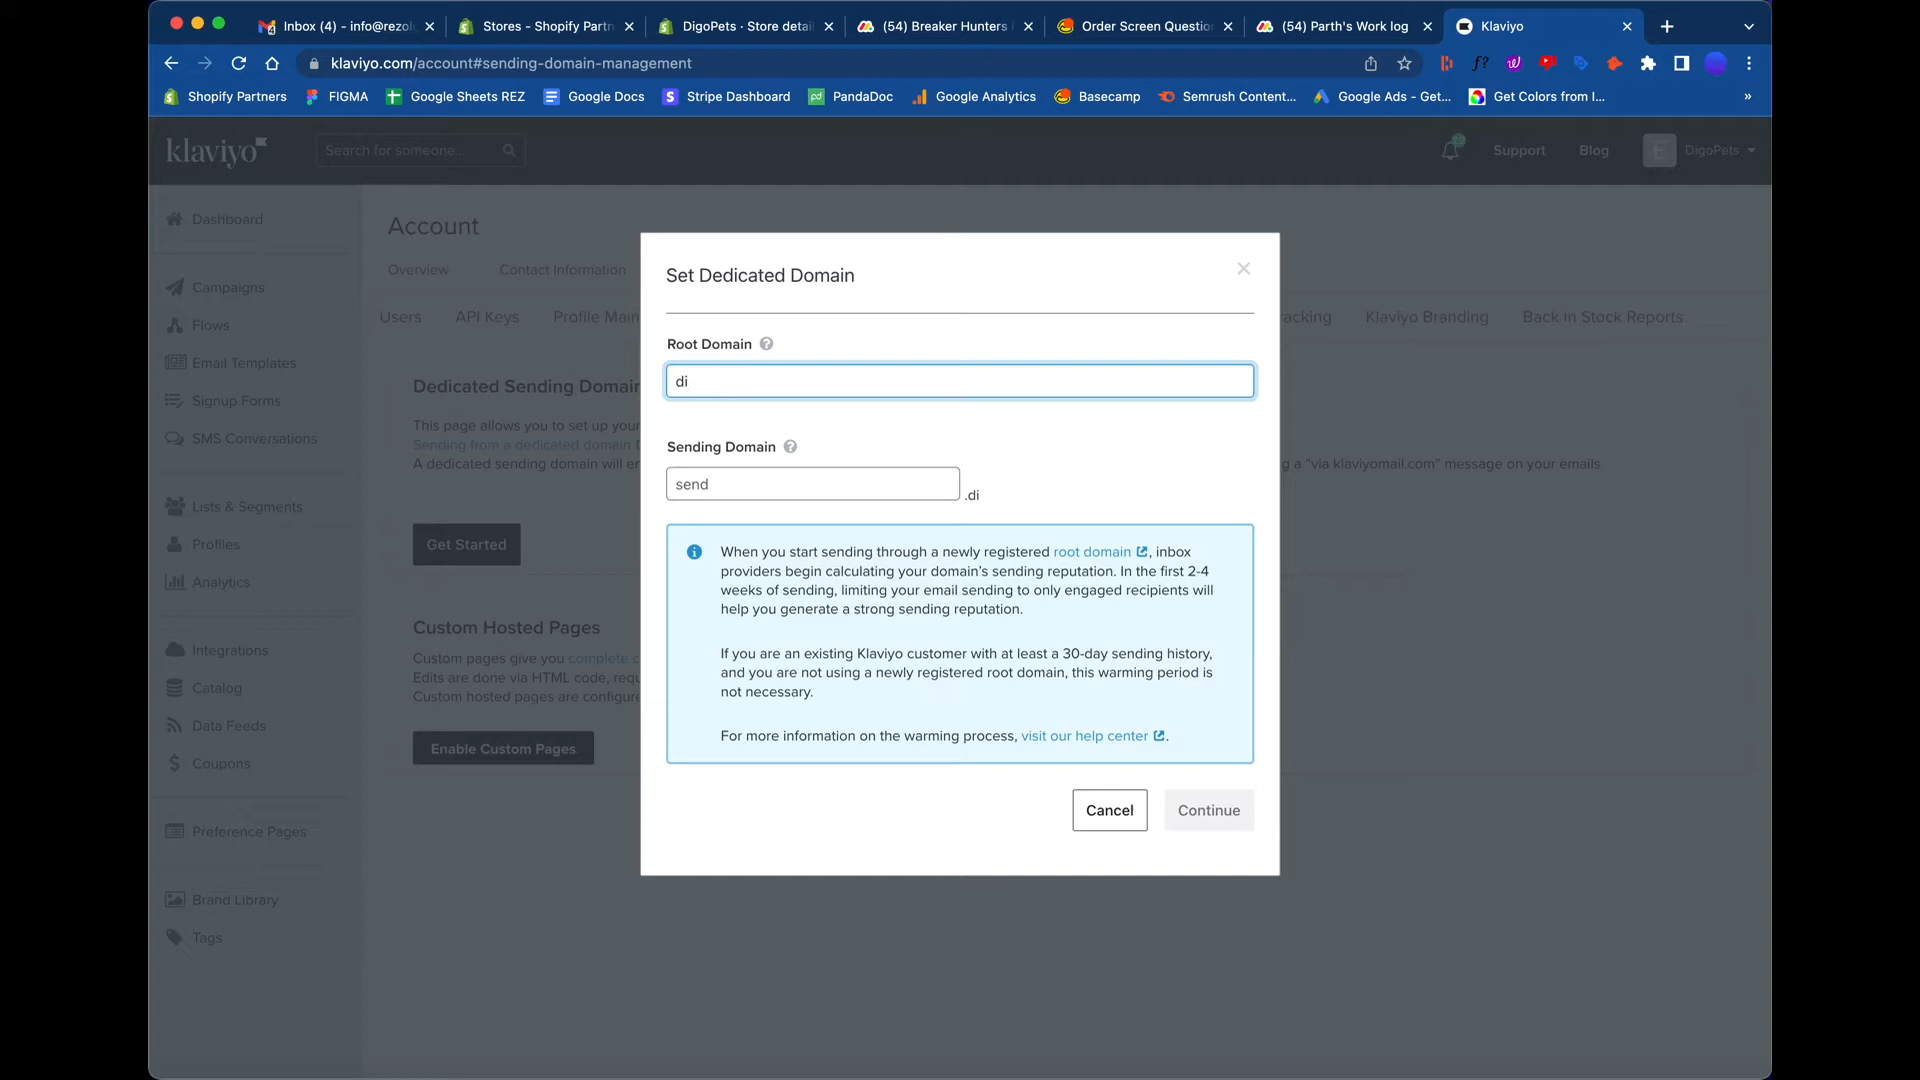 Inbox (4) - info@rezol
Stores - Shopify Partn
DigoPets · Store detai
(54) Breaker Hunters
Order Screen Questio
(54) Parth's Work log
Klaviyo
klaviyo.com/account#sending-domain-management
Shopify Partners
FIGMA
Google Sheets REZ
Google Docs
Stripe Dashboard
PandaDoc
Google Analytics
Basecamp
Semrush Content...
Google Ads - Get...
Get Colors from I...
»
klaviyo
Search for someone...
Support
Blog
DigoPets
Dashboard
Campaigns
Flows
Email Templates
Signup Forms
SMS Conversations
Lists & Segments
Profiles
Analytics
Integrations
Catalog
Data Feeds
Coupons
Preference Pages
Brand Library
Tags
Account
Overview
Contact Information
Users
API Keys
Profile Main
acking
Klaviyo Branding
Back In Stock Reports
Dedicated Sending Domain
This page allows you to set up your
Sending from a dedicated domain
A dedicated sending domain will en
g a "via klaviyomail.com" message on your emails
Get Started
Custom Hosted Pages
Custom pages give you complete c
Edits are done via HTML code, requ
Custom hosted pages are configure
Enable Custom Pages
Set Dedicated Domain
Root Domain
di
Sending Domain
send
.di
When you start sending through a newly registered root domain, inbox
providers begin calculating your domain's sending reputation. In the first 2-4
weeks of sending, limiting your email sending to only engaged recipients will
help you generate a strong sending reputation.
If you are an existing Klaviyo customer with at least a 30-day sending history,
and you are not using a newly registered root domain, this warming period is
not necessary.
For more information on the warming process, visit our help center.
Cancel
Continue